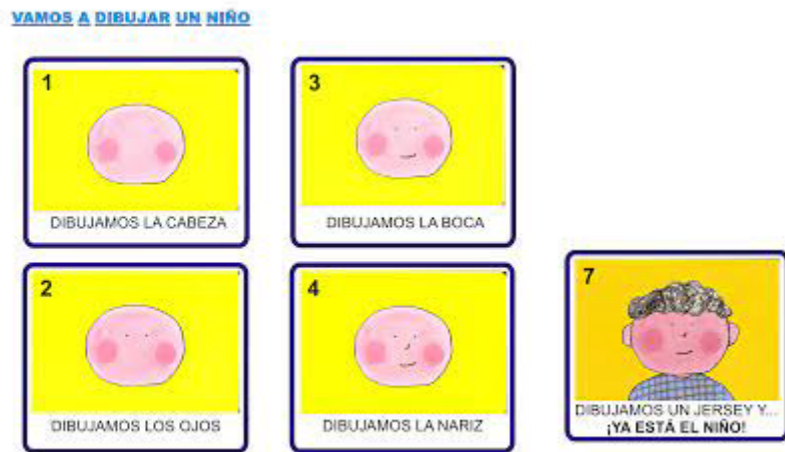 VAMOS A DIBUJAR UN NIÑO
1
DIBUJAMOS LA CABEZA
2
DIBUJAMOS LOS OJOS
3
DIBUJAMOS LA BOCA
4
DIBUJAMOS LA NARIZ
7
DIBUJAMOS UN JERSEY Y...
¡YA ESTÁ EL NIÑO!